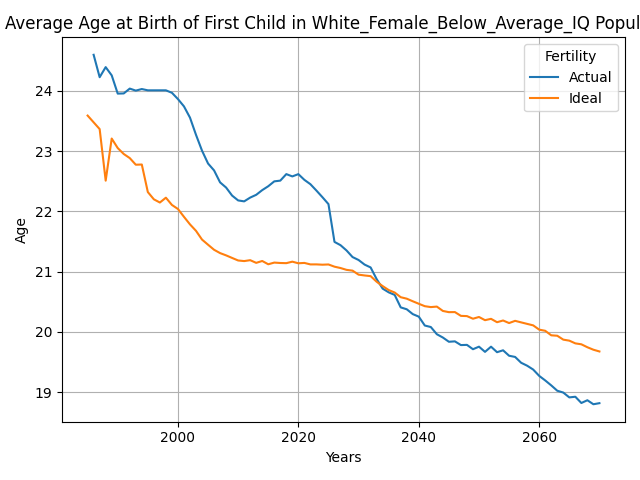 Average Age at Birth of First Child in White_Female_Below_Average_IQ Popul
Fertility
Actual
Ideal
24
23
22
21
20
19
Age
2000 2020 2040 2060
Years